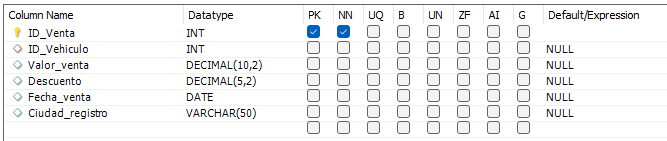 Column Name Datatype PK NN UQ B UN ZF AI G Default/Expression
ID_Venta INT
ID_Vehiculo INT NULL
Valor_venta DECIMAL(10,2) NULL
Descuento DECIMAL(5,2) NULL
Fecha_venta DATE NULL
Ciudad_registro VARCHAR(50) NULL